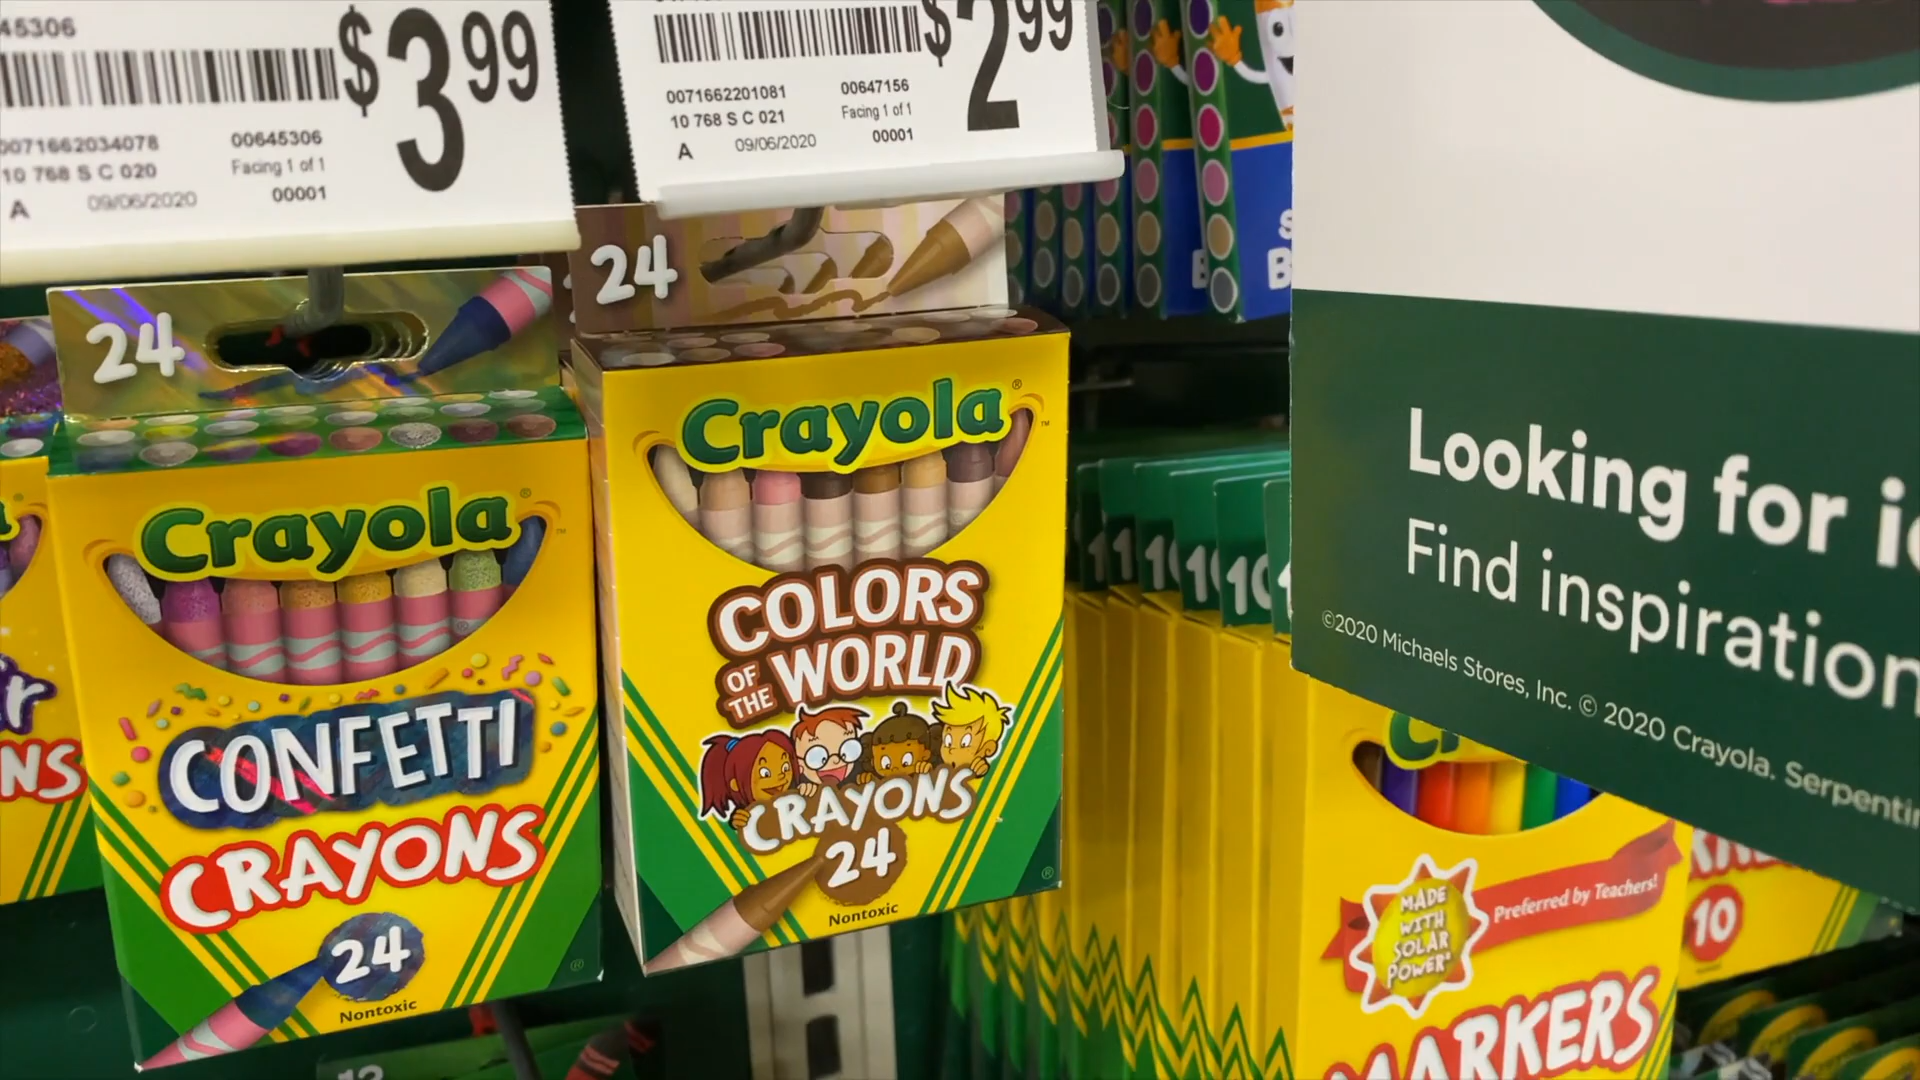 45306
$3 99
0071662034078
00645306
10 768 S C 020
Facing 1 of 1
A
09/06/2020
00001
$2 99
0071662201081
00647156
10 768 S C 021
Facing 1 of 1
A
09/06/2020
00001
24
Crayola
CONFETTI
CRAYONS
24
Nontoxic
24
Crayola
COLORS
OF THE WORLD
CRAYONS
24
Nontoxic
NS
10
10
MADE
WITH
SOLAR
POWER
Preferred by Teachers!
MARKERS
10
Looking for
Find inspiration
©2020 Michaels Stores, Inc. © 2020 Crayola.